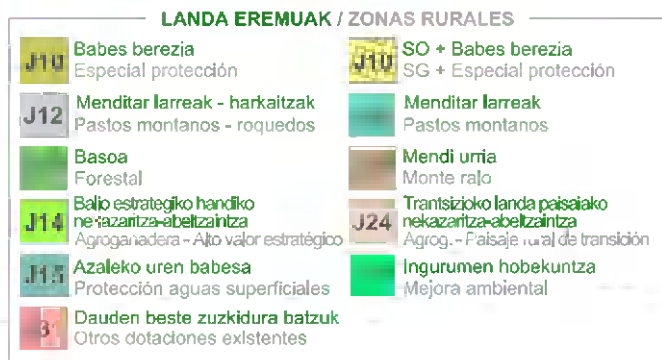 LANDA EREMUAK / ZONAS RURALES
J10 Babes berezia
Especial protección
J10 SO + Babes berezia
SG + Especial protección
J12 Menditar larreak - harkaitzak
Pastos montanos - roquedos
Menditar larreak
Pastos montanos
Basoa
Forestal
Mendi urria
Monte ralo
J14 Balio estrategiko handiko
nekazaritza-abeltzaintza
Agroganadera - Alto valor estratégico
J24 Trantsizioko landa paisaiako
nekazaritza-abeltzaintza
Agrog. - Paisaje rural de transición
J15 Azaleko uren babesa
Protección aguas superficiales
Ingurumen hobekuntza
Mejora ambiental
Dauden beste zuzkidura batzuk
Otros dotaciones existentes